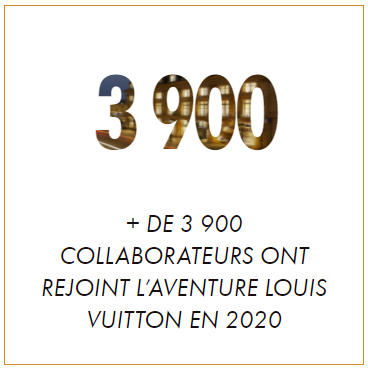 3 900
+ DE 3 900
COLLABORATEURS ONT
REJOINT L’AVENTURE LOUIS
VUITTON EN 2020